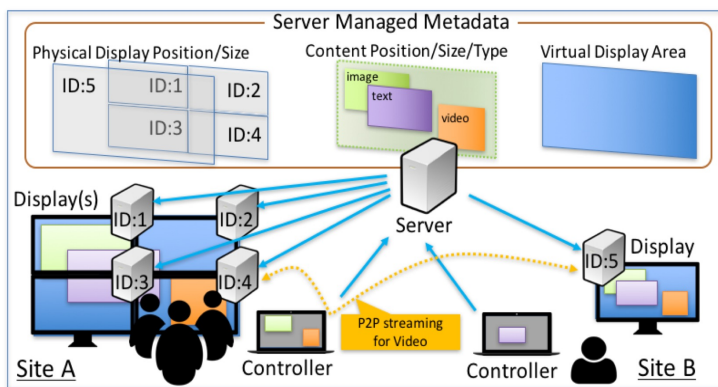 Server Managed Metadata
Physical Display Position/Size
Content Position/Size/Type
Virtual Display Area
ID:5
ID:1
ID:2
ID:3
ID:4
image
text
video
Display(s)
ID:1
ID:2
ID:3
ID:4
Server
ID:5
Display
P2P streaming
for Video
Site A
Controller
Controller
Site B